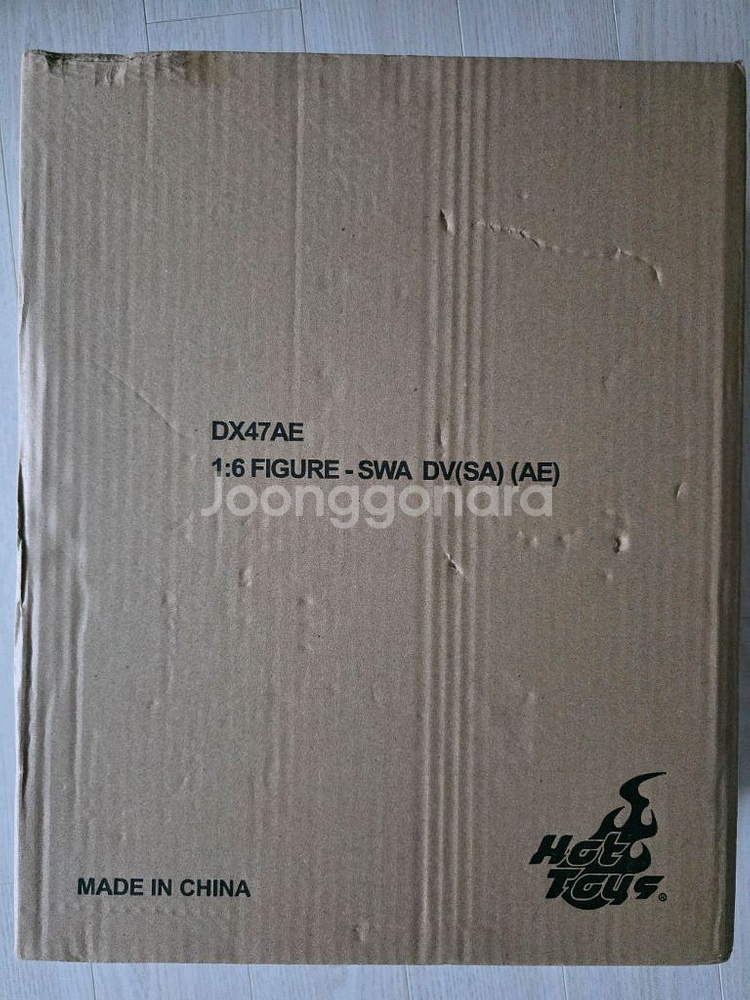 DX47AE
1:6 FIGURE - SWA DV(SA) (AE)
Joonggonara
MADE IN CHINA
Hot
Toys®